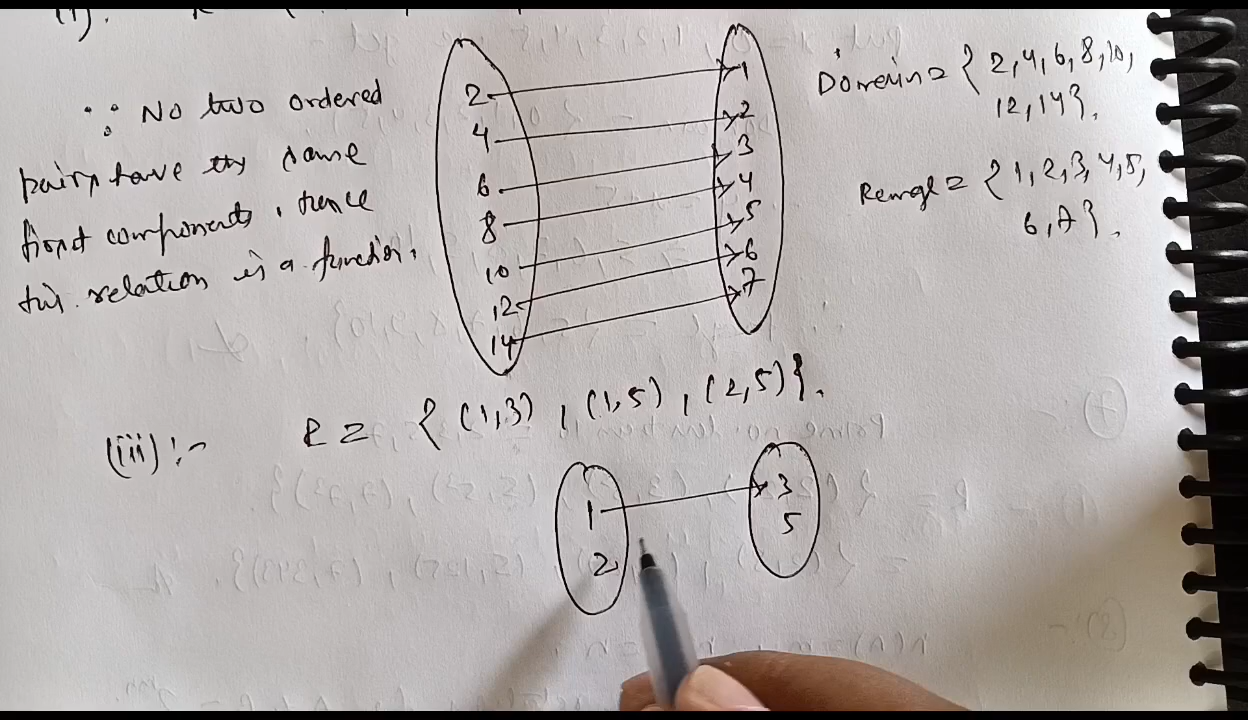 (i).
∵ No two ordered
pairs have the same
first components, hence
this relation is a function.
2
4
6
8
10
12
14
1
2
3
4
5
6
7
Domain = { 2, 4, 6, 8, 10,
12, 14}.
Range = { 1, 2, 3, 4, 5,
6, 7}.
(iii):- R = { (1,3) , (1,5) , (2,5)}.
1
2
3
5